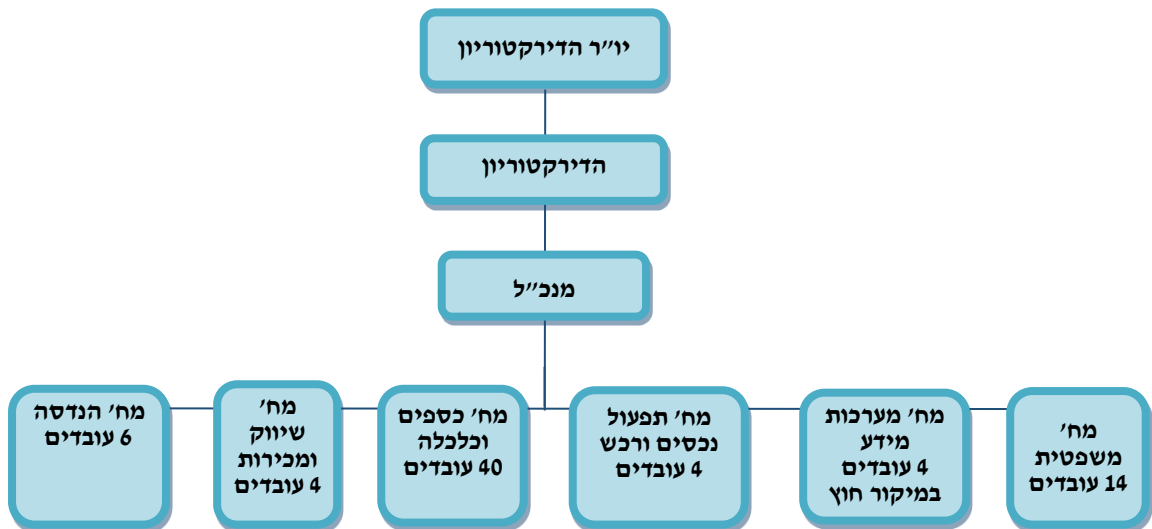 יו״ר הדירקטוריון
הדירקטוריון
מנכ״ל
מח׳
משפטית
14 עובדים
מח׳ מערכות
מידע
4 עובדים
במיקור חוץ
מח׳ תפעול
נכסים ורכש
4 עובדים
מח׳ כספים
וכלכלה
40 עובדים
מח׳
שיווק
ומכירות
4 עובדים
מח׳ הנדסה
6 עובדים